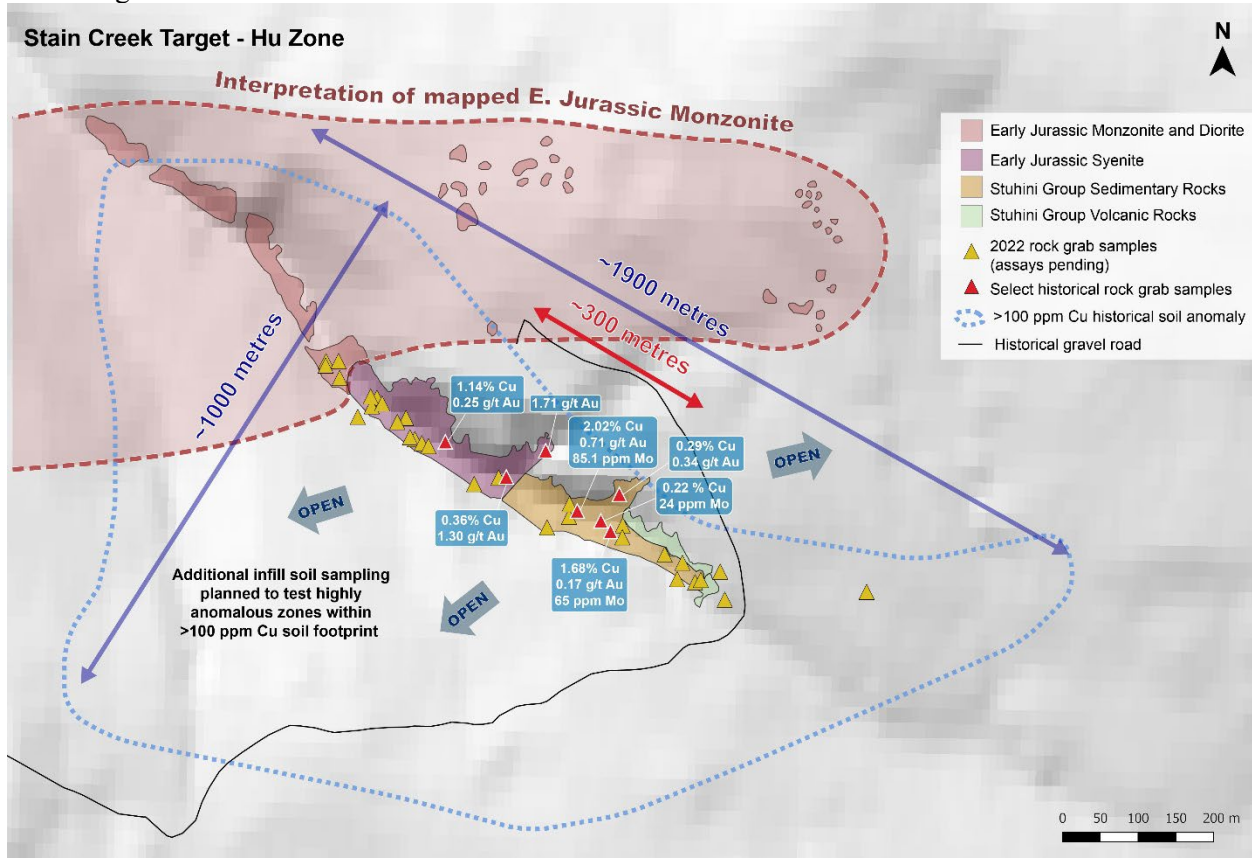 Stain Creek Target - Hu Zone
N
Interpretation of mapped E. Jurassic Monzonite
Early Jurassic Monzonite and Diorite
Early Jurassic Syenite
Stuhini Group Sedimentary Rocks
Stuhini Group Volcanic Rocks
2022 rock grab samples
(assays pending)
Select historical rock grab samples
>100 ppm Cu historical soil anomaly
Historical gravel road
~1900 metres
~300 metres
~1000 metres
1.14% Cu
0.25 g/t Au
1.71 g/t Au
2.02% Cu
0.71 g/t Au
85.1 ppm Mo
0.29% Cu
0.34 g/t Au
0.22 % Cu
24 ppm Mo
OPEN
OPEN
0.36% Cu
1.30 g/t Au
1.68% Cu
0.17 g/t Au
65 ppm Mo
OPEN
Additional infill soil sampling
planned to test highly
anomalous zones within
>100 ppm Cu soil footprint
0 50 100 150 200 m